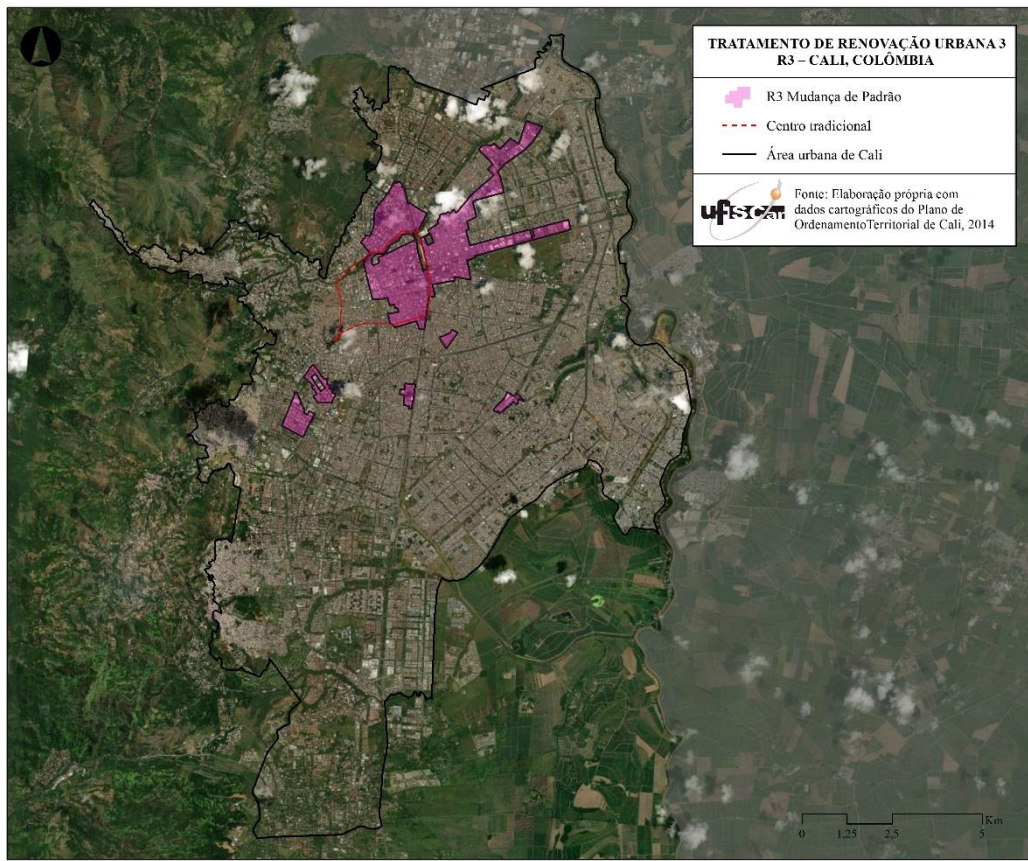 TRATAMENTO DE RENOVAÇÃO URBANA 3
R3 – CALI, COLÔMBIA
R3 Mudança de Padrão
Centro tradicional
Área urbana de Cali
ufscar
Fonte: Elaboração própria com
dados cartográficos do Plano de
OrdenamentoTerritorial de Cali, 2014
Km
0 1,25 2,5 5